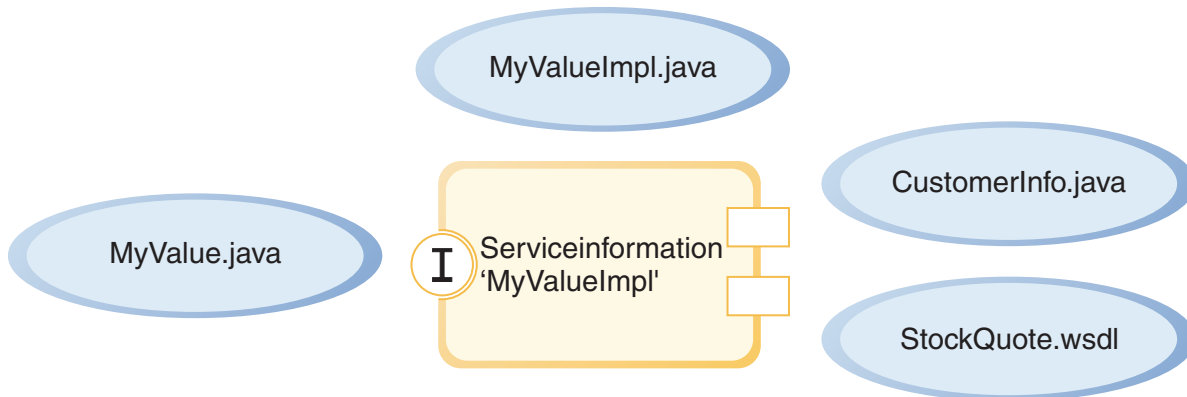 MyValueImpl.java
CustomerInfo.java
MyValue.java
I
Serviceinformation
‘MyValueImpl'
StockQuote.wsdl